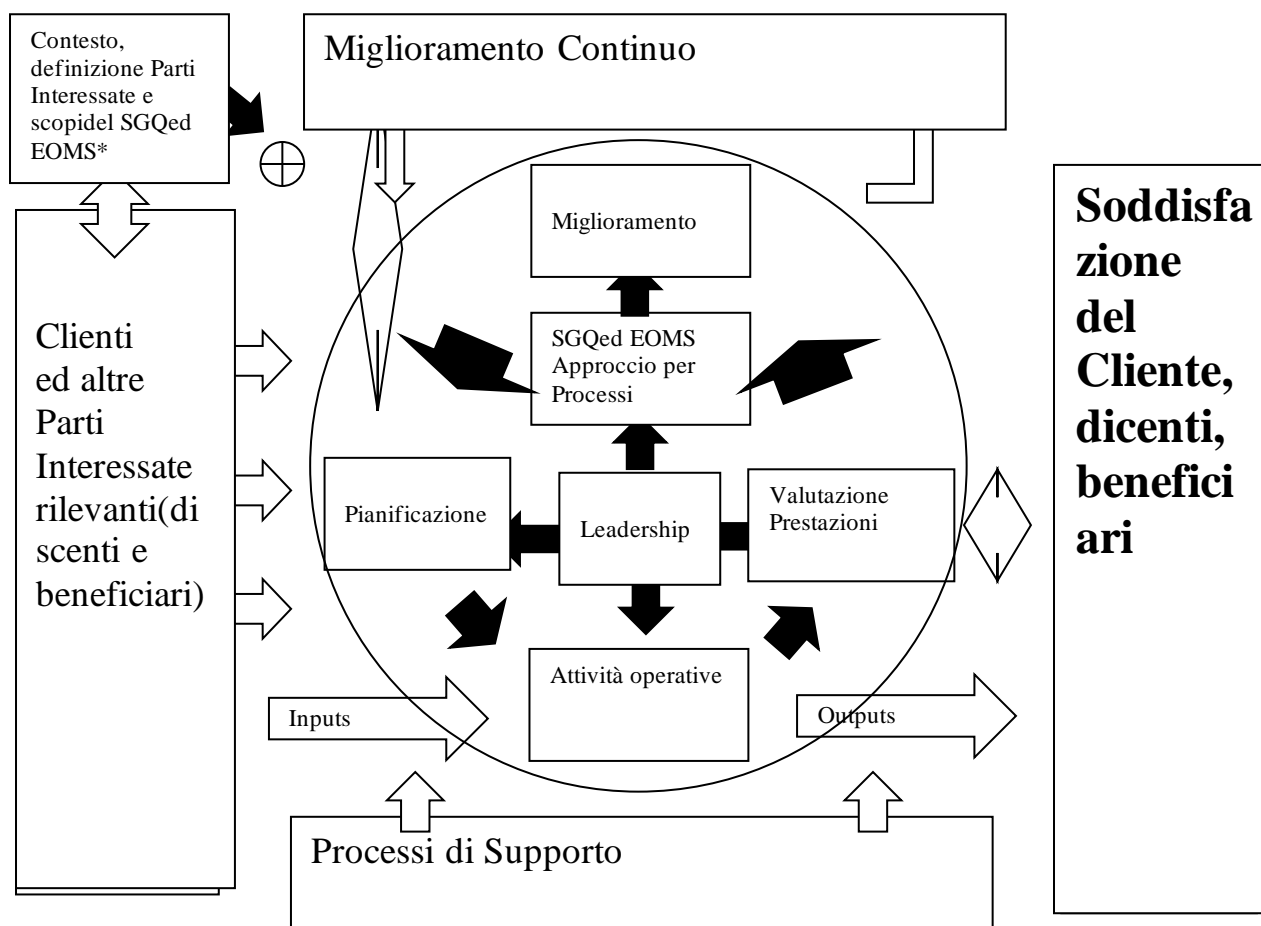 Contesto,
definizione Parti
Interessate e
scopidel SGQed
EOMS*
Miglioramento Continuo
Clienti
ed altre
Parti
Interessate
rilevanti(di
scenti e
beneficiari)
Miglioramento
SGQed EOMS
Approccio per
Processi
Pianificazione
Leadership
Valutazione
Prestazioni
Attività operative
Inputs
Outputs
Processi di Supporto
Soddisfa
zione
del
Cliente,
dicenti,
benefici
ari